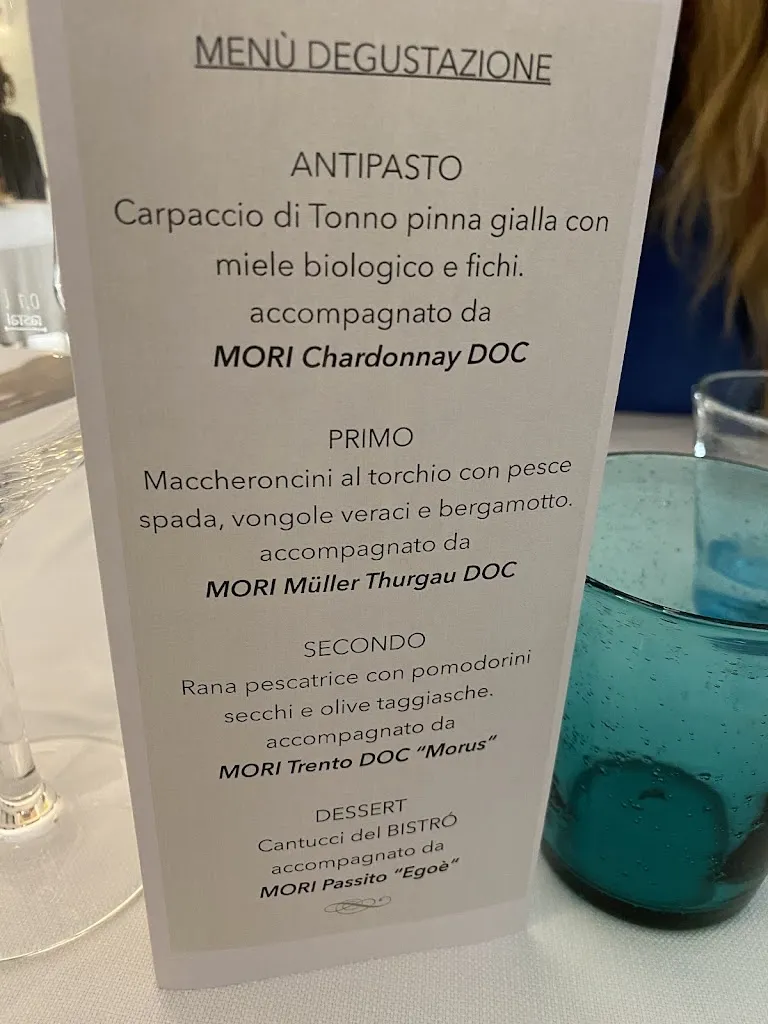 MENÙ DEGUSTAZIONE
ANTIPASTO
Carpaccio di Tonno pinna gialla con
miele biologico e fichi.
accompagnato da
MORI Chardonnay DOC
PRIMO
Maccheroncini al torchio con pesce
spada, vongole veraci e bergamotto.
accompagnato da
MORI Müller Thurgau DOC
SECONDO
Rana pescatrice con pomodorini
secchi e olive taggiasche.
accompagnato da
MORI Trento DOC “Morus”
DESSERT
Cantucci del BISTRÓ
accompagnato da
MORI Passito “Egoè“